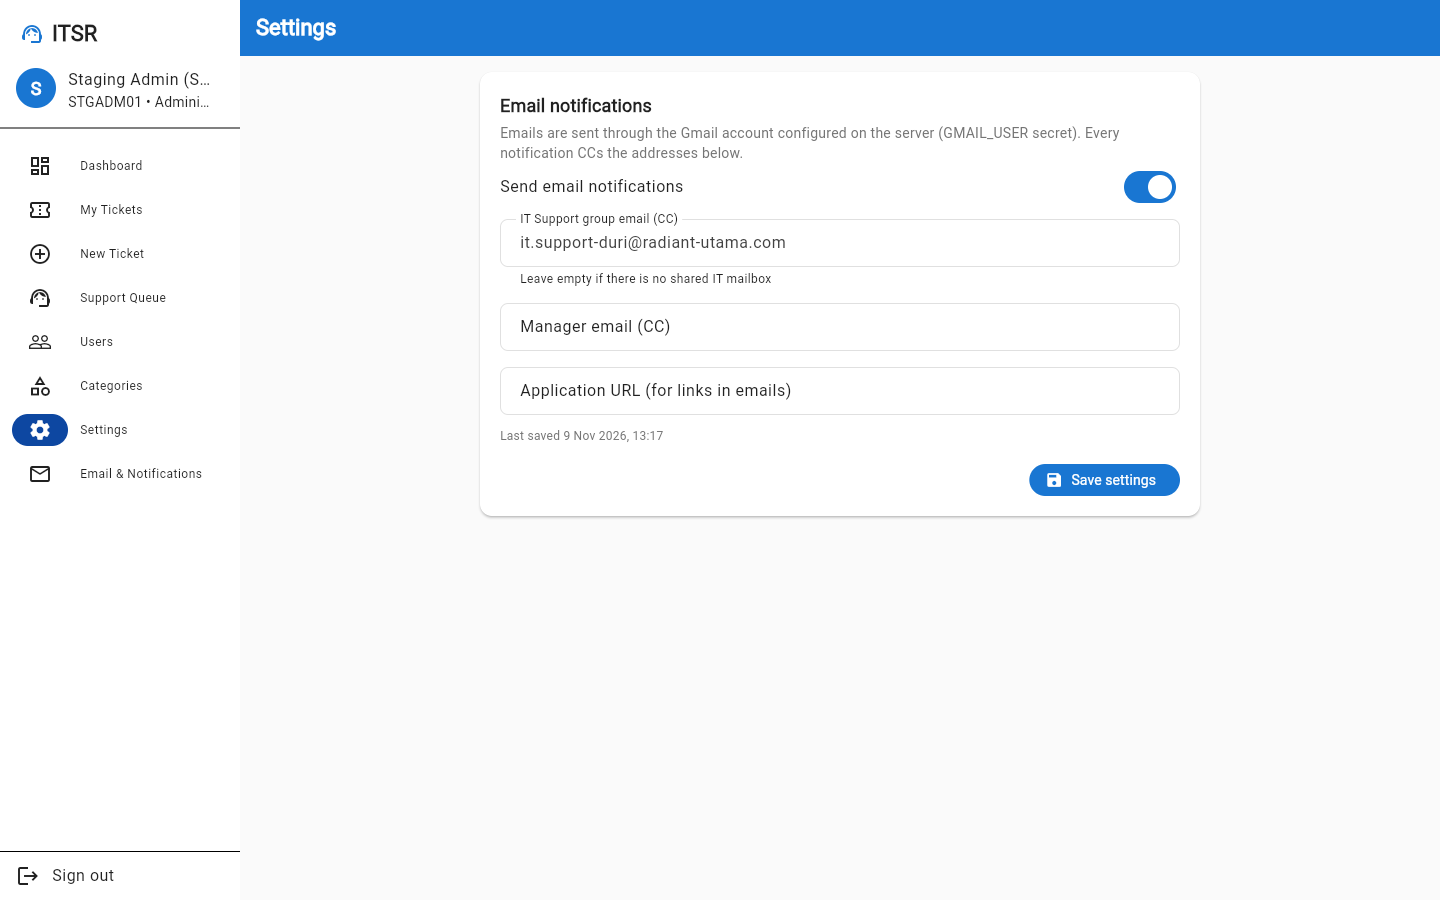 ITSR
S
Staging Admin (S...
STGADM01 • Admini...
Dashboard
My Tickets
New Ticket
Support Queue
Users
Categories
Settings
Email & Notifications
Sign out
Settings
Email notifications
Emails are sent through the Gmail account configured on the server (GMAIL_USER secret). Every
notification CCs the addresses below.
Send email notifications
IT Support group email (CC)
it.support-duri@radiant-utama.com
Leave empty if there is no shared IT mailbox
Manager email (CC)
Application URL (for links in emails)
Last saved 9 Nov 2026, 13:17
Save settings